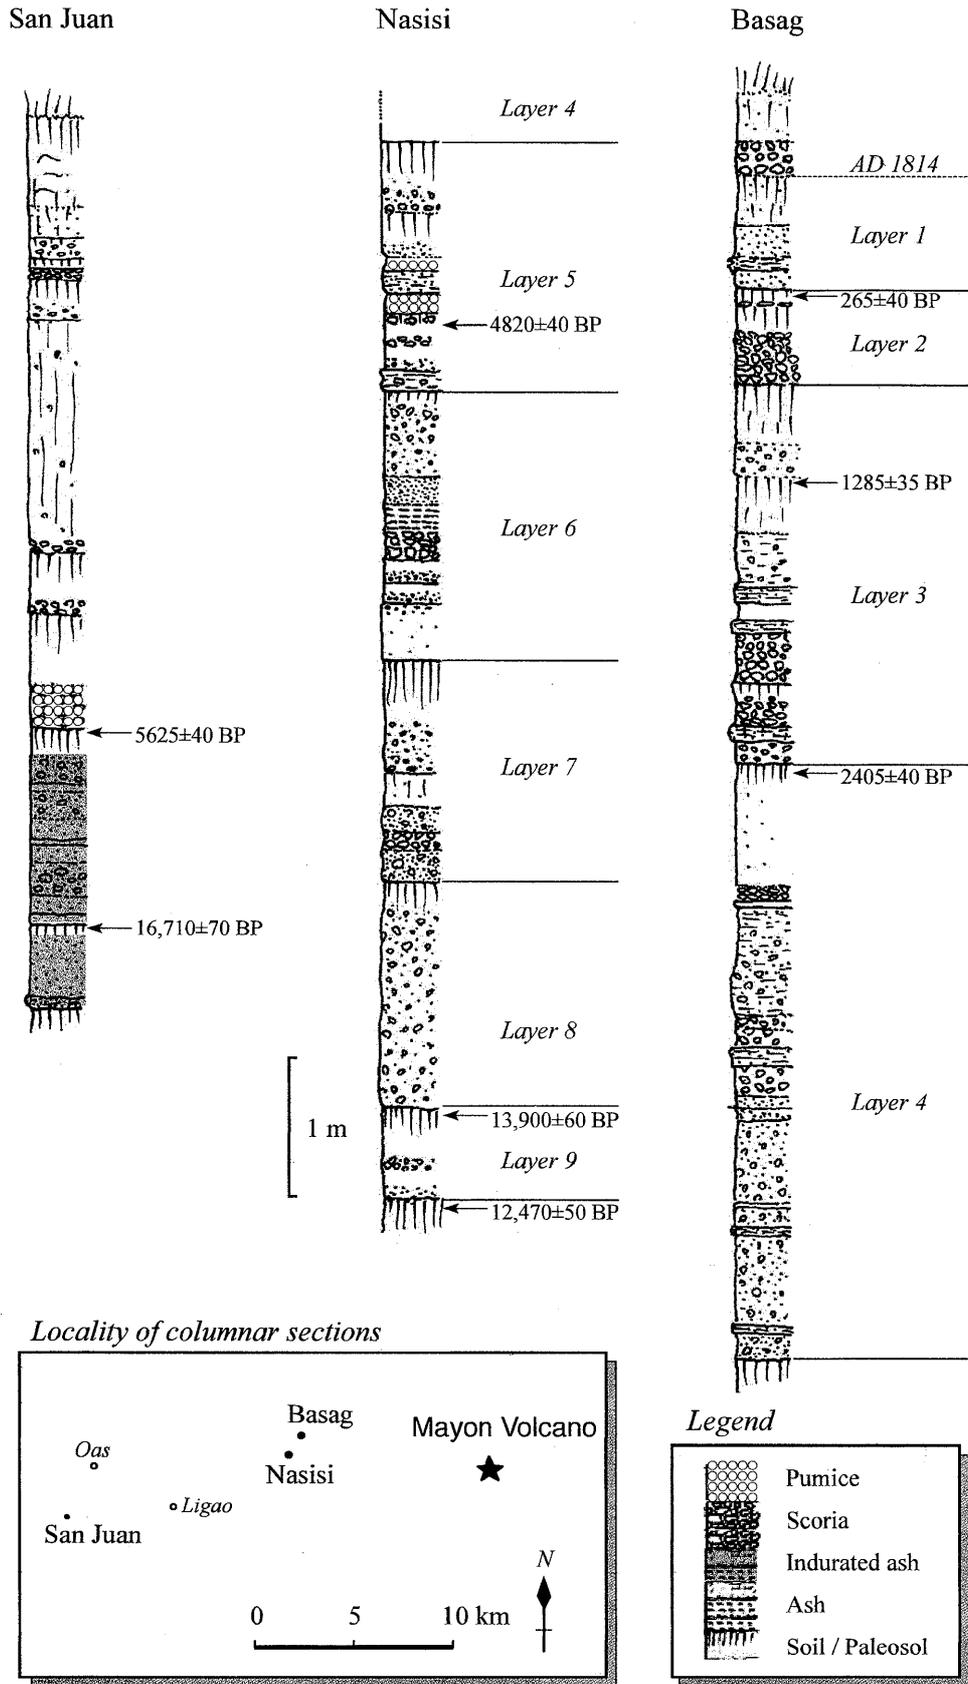 San Juan
Nasisi
Basag
Layer 4
AD 1814
Layer 1
Layer 5
265±40 BP
4820±40 BP
Layer 2
1285±35 BP
Layer 6
Layer 3
5625±40 BP
Layer 7
2405±40 BP
16,710±70 BP
Layer 8
1 m
13,900±60 BP
Layer 4
Layer 9
12,470±50 BP
Locality of columnar sections
Basag
Mayon Volcano
Oas
Nasisi
Ligao
San Juan
N
0 5 10 km
Legend
Pumice
Scoria
Indurated ash
Ash
Soil / Paleosol